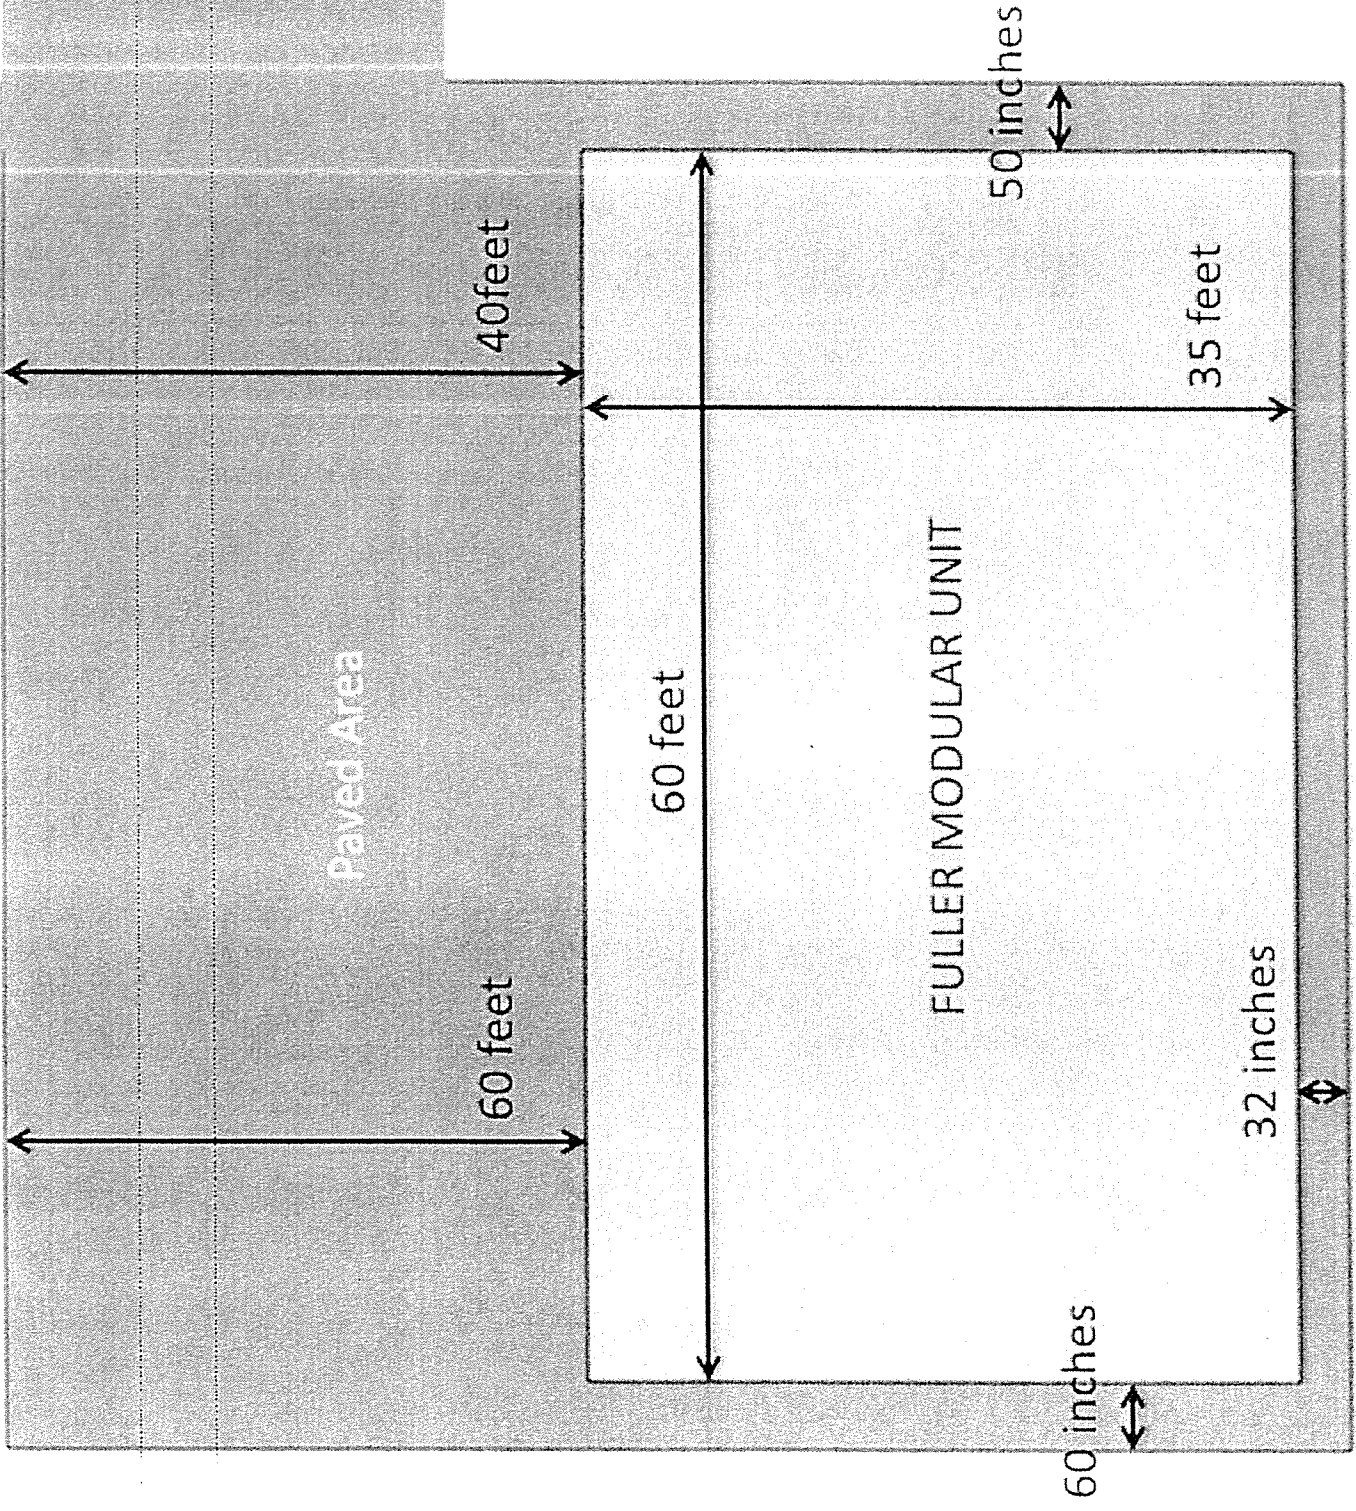 Paved Area
60 feet
40feet
60 feet
FULLER MODULAR UNIT
60 inches
50 inches
32 inches
35 feet